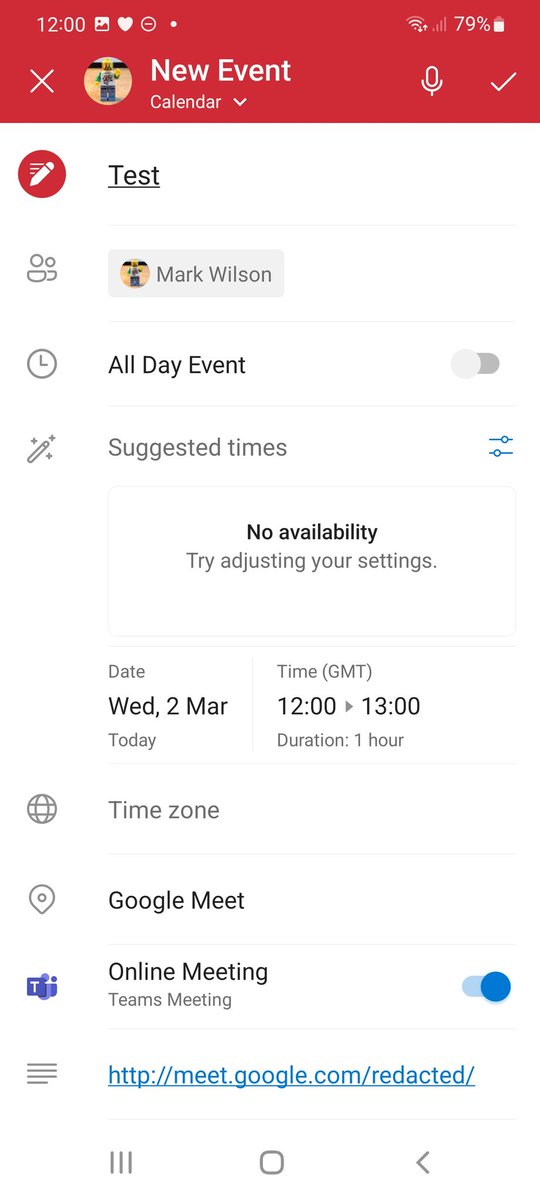 12:00 79%
New Event
Calendar
Test
Mark Wilson
All Day Event
Suggested times
No availability
Try adjusting your settings.
Date
Wed, 2 Mar
Today
Time (GMT)
12:00 13:00
Duration: 1 hour
Time zone
Google Meet
Online Meeting
Teams Meeting
http://meet.google.com/redacted/